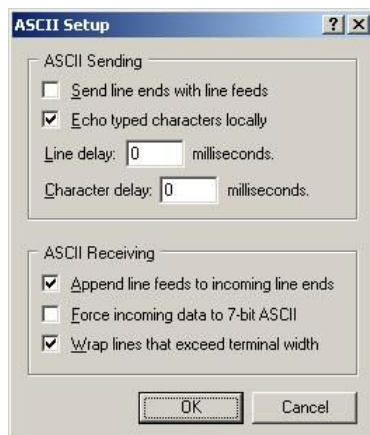 ASCII Setup
ASCII Sending
Send line ends with line feeds
Echo typed characters locally
Line delay: 0 milliseconds.
Character delay: 0 milliseconds.
ASCII Receiving
Append line feeds to incoming line ends
Force incoming data to 7-bit ASCII
Wrap lines that exceed terminal width
OK Cancel